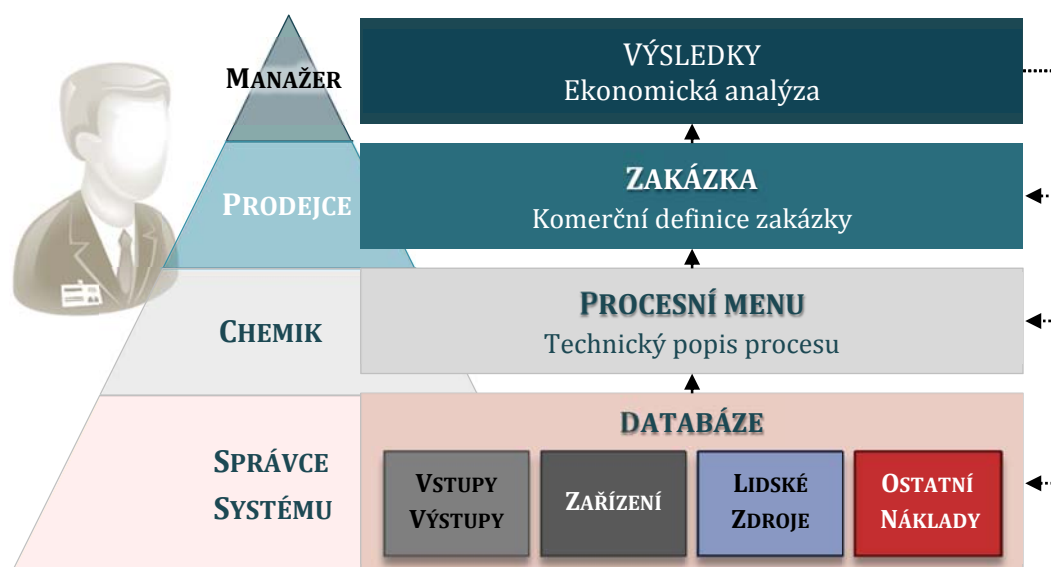 MANAŽER
VÝSLEDKY
Ekonomická analýza
PRODEJCE
ZAKÁZKA
Komerční definice zakázky
CHEMIK
PROCESNÍ MENU
Technický popis procesu
SPRÁVCE
SYSTÉMU
DATABÁZE
VSTUPY
VÝSTUPY
ZAŘÍZENÍ
LIDSKÉ
ZDROJE
OSTATNÍ
NÁKLADY